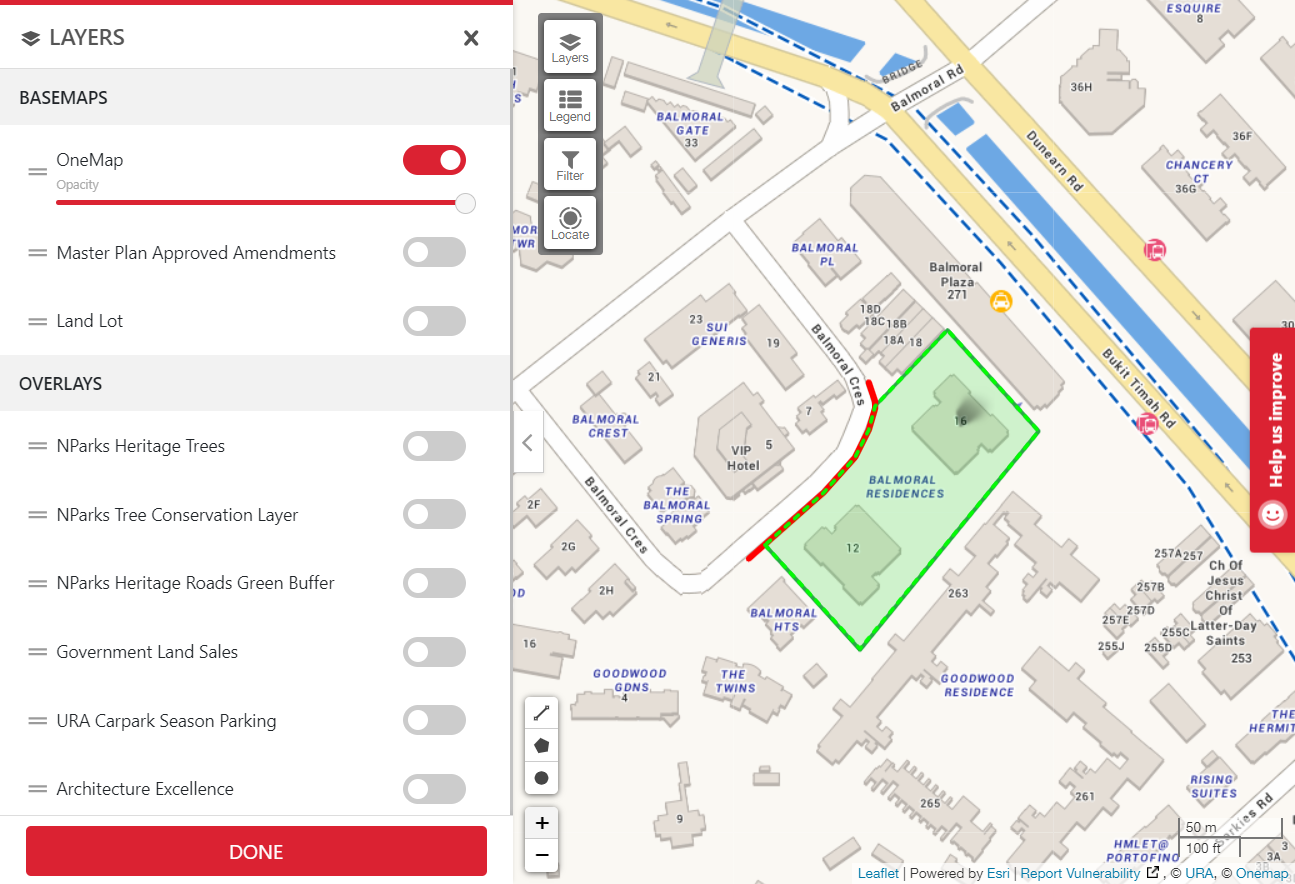 LAYERS
BASEMAPS
OneMap
Opacity
Master Plan Approved Amendments
Land Lot
OVERLAYS
NParks Heritage Trees
NParks Tree Conservation Layer
NParks Heritage Roads Green Buffer
Government Land Sales
URA Carpark Season Parking
Architecture Excellence
DONE
Layers
Legend
Filter
Locate
ESQUIRE
8
BRIDGE
Balmoral Rd
36H
BALMORAL
GATE
33
Dunearn Rd
36F
CHANCERY
CT
36G
BALMORAL
PL
Balmoral
Plaza
271
18D
18C
18B
18A
18
23
SUI
GENERIS
19
Balmoral Cres
21
7
BALMORAL
CREST
VIP
Hotel
5
16
Bukit Timah Rd
BALMORAL
RESIDENCES
THE
BALMORAL
SPRING
Balmoral Cres
2F
2G
2H
12
263
BALMORAL
HTS
16
GOODWOOD
GDNS
4
THE
TWINS
GOODWOOD
RESIDENCE
257A
257
257B
257D
257E
255C
255J
255D
Ch Of
Jesus
Christ
Of
Latter-Day
Saints
253
THE
HERMIT
RISING
SUITES
265
261
9
HMLET@
PORTOFINO
3
3A
3B
30
Help us improve
+
−
50 m
100 ft
Leaflet | Powered by Esri | Report Vulnerability , © URA, © Onemap